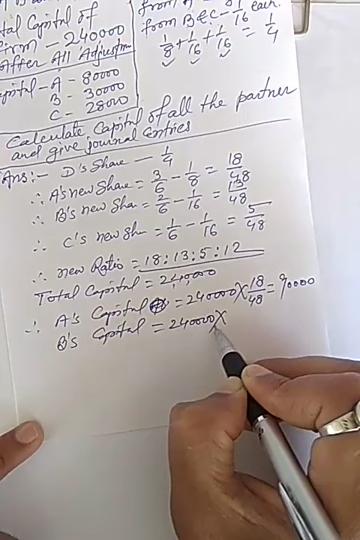 tal Capital of
firm - 240000
After All Adjustm
apital - A - 80000
B = 30000
C = 28000
from B & C - 1/16 each.
1/8 + 1/16 + 1/16 = 1/4
Calculate Capital of all the partner
and give journal entries
Ans:- D's Share - 1/4
∴ A's new Share = 3/6 - 1/8 = 18/48
∴ B's new Shar = 2/6 - 1/16 = 13/48
∴ C's new Sh = 1/6 - 1/16 = 5/48
∴ new Ratio = 18:13:5:12
Total Capital = 240000
∴ A's Capital = 240000 × 18/48 = 90000
B's Capital = 240000 ×